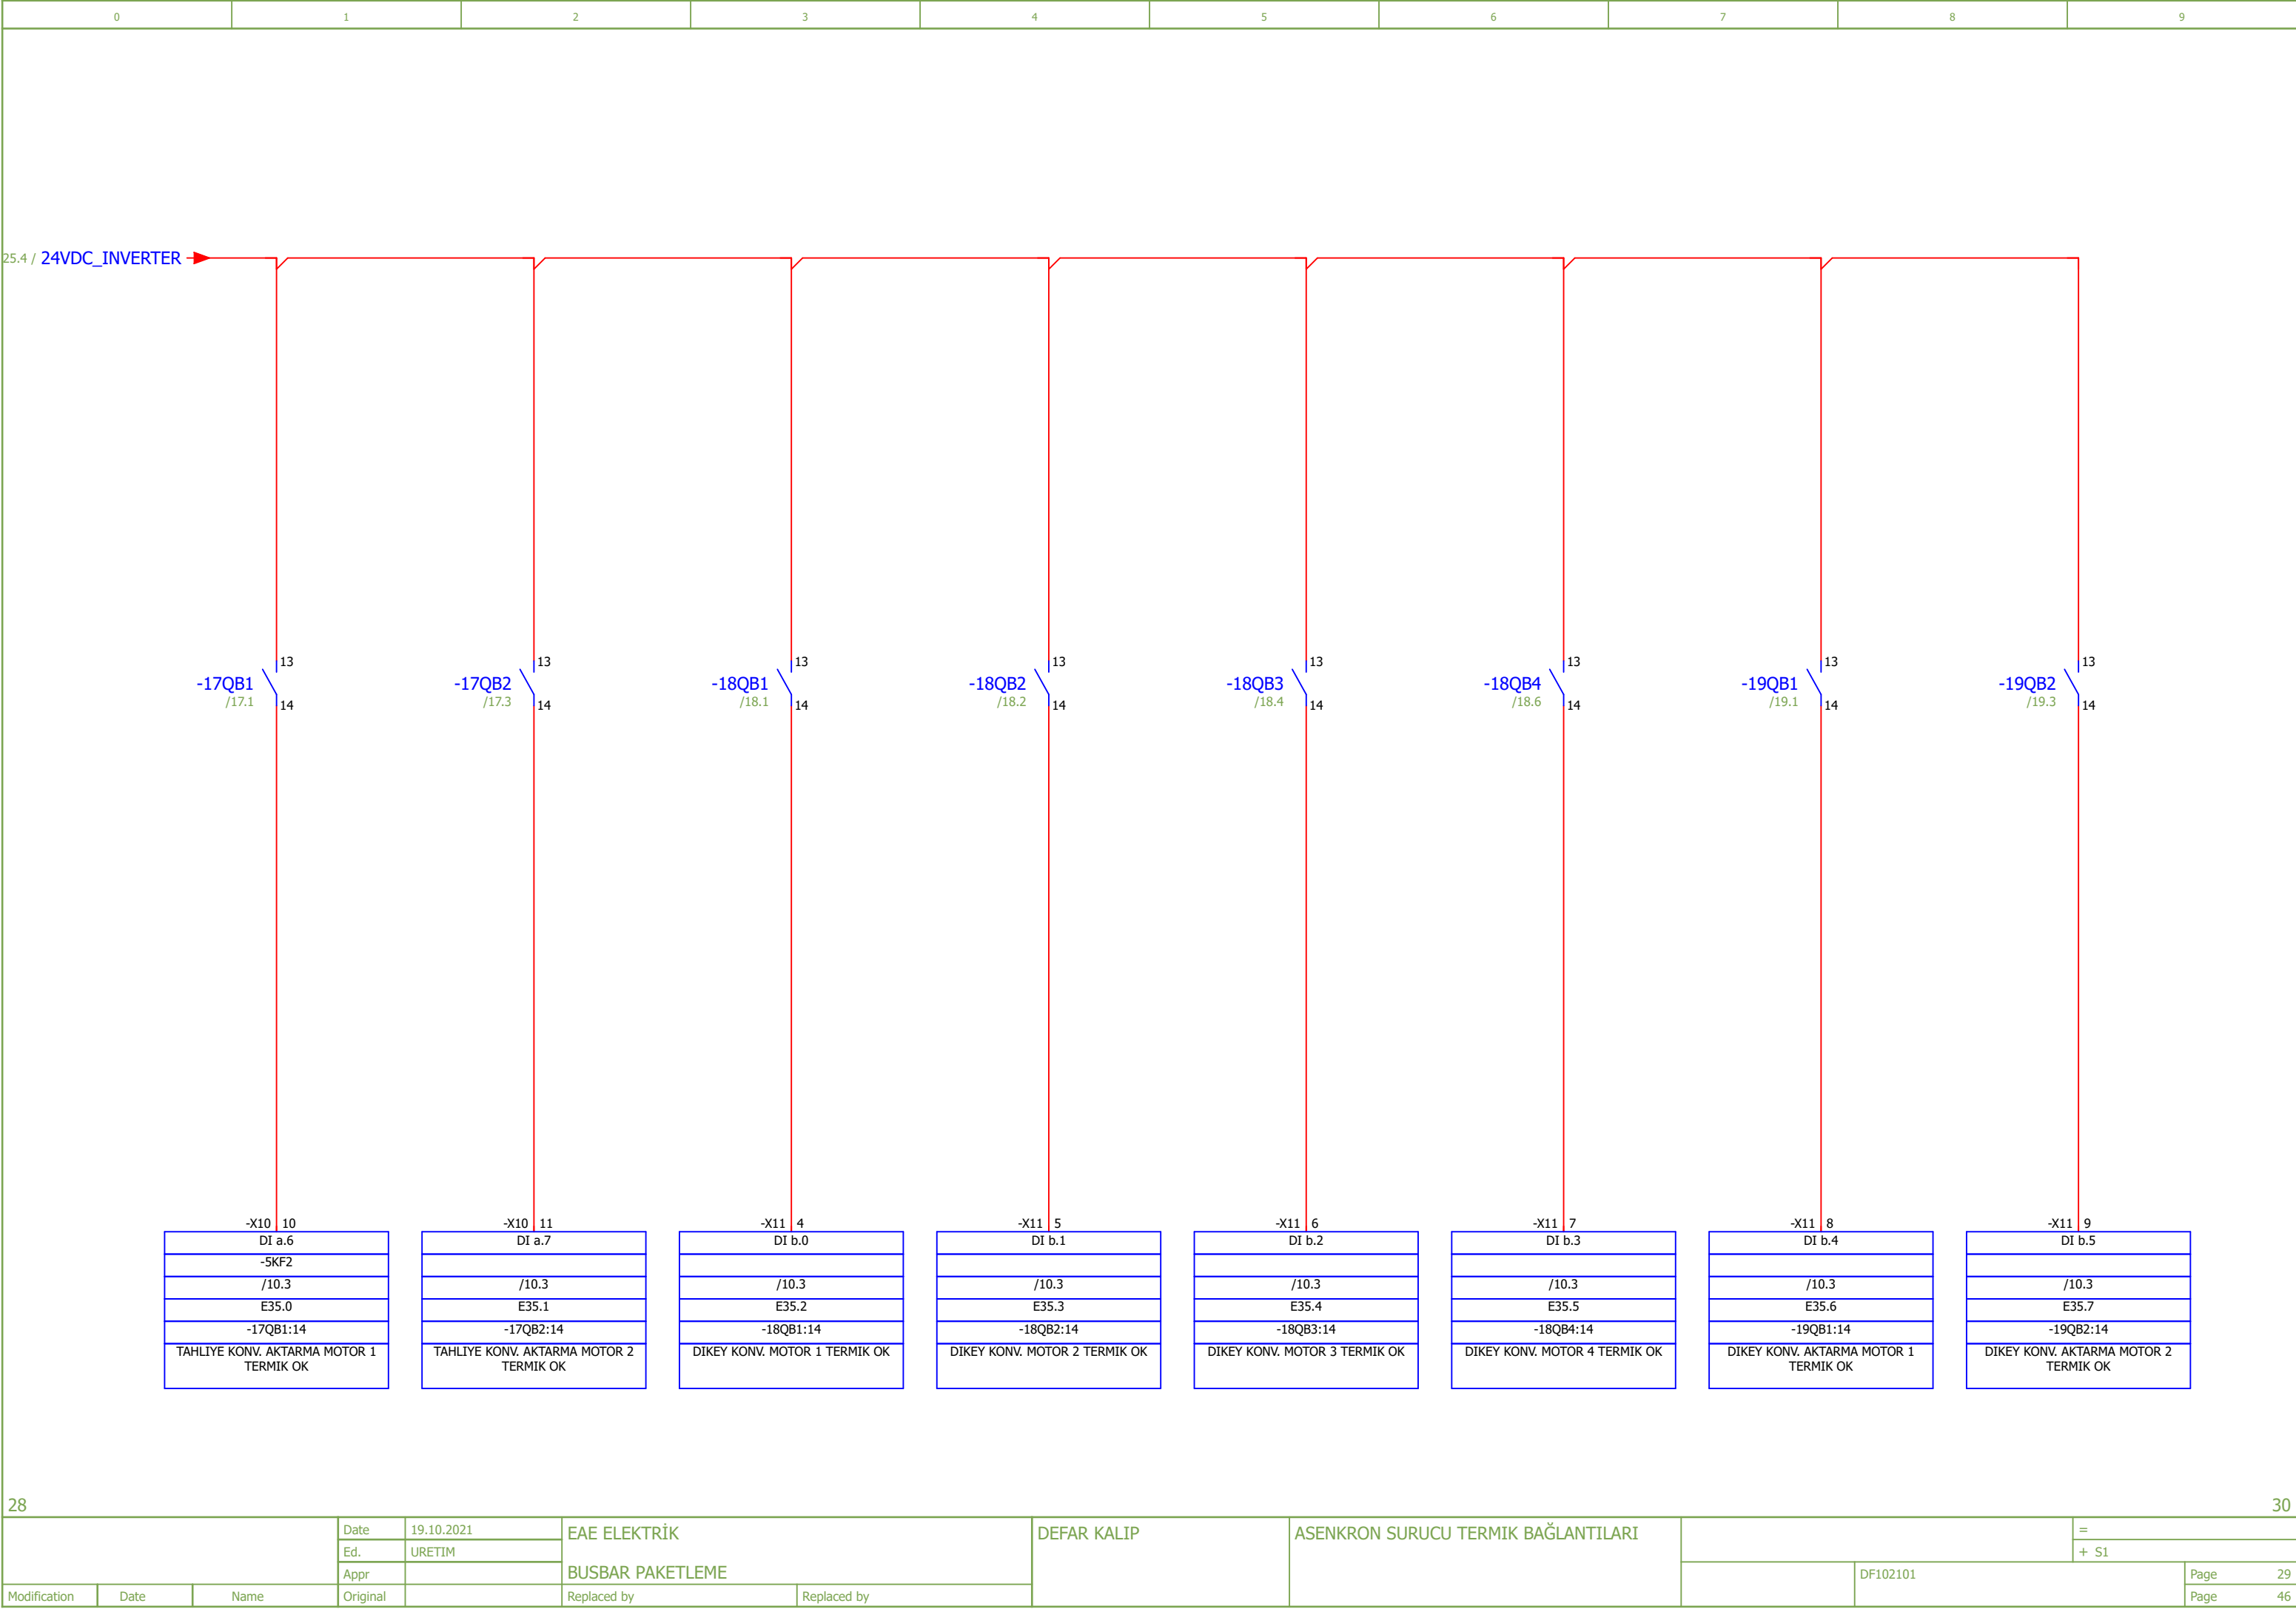 0 1 2 3 4 5 6 7 8 9
25.4 / 24VDC_INVERTER
13 13 13 13 13 13 13 13
-17QB1 -17QB2 -18QB1 -18QB2 -18QB3 -18QB4 -19QB1 -19QB2
/17.1 /17.3 /18.1 /18.2 /18.4 /18.6 /19.1 /19.3
14 14 14 14 14 14 14 14
-X10 10 -X10 11 -X11 4 -X11 5 -X11 6 -X11 7 -X11 8 -X11 9
DI a.6 DI a.7 DI b.0 DI b.1 DI b.2 DI b.3 DI b.4 DI b.5
-5KF2
/10.3 /10.3 /10.3 /10.3 /10.3 /10.3 /10.3 /10.3
E35.0 E35.1 E35.2 E35.3 E35.4 E35.5 E35.6 E35.7
-17QB1:14 -17QB2:14 -18QB1:14 -18QB2:14 -18QB3:14 -18QB4:14 -19QB1:14 -19QB2:14
TAHLIYE KONV. AKTARMA MOTOR 1 TAHLIYE KONV. AKTARMA MOTOR 2 DIKEY KONV. MOTOR 1 TERMIK OK DIKEY KONV. MOTOR 2 TERMIK OK DIKEY KONV. MOTOR 3 TERMIK OK DIKEY KONV. MOTOR 4 TERMIK OK DIKEY KONV. AKTARMA MOTOR 1 DIKEY KONV. AKTARMA MOTOR 2
TERMIK OK TERMIK OK TERMIK OK TERMIK OK
28 30
Date 19.10.2021 EAE ELEKTRİK DEFAR KALIP ASENKRON SURUCU TERMIK BAĞLANTILARI =
Ed. URETIM + S1
Appr BUSBAR PAKETLEME DF102101 Page 29
Modification Date Name Original Replaced by Replaced by Page 46